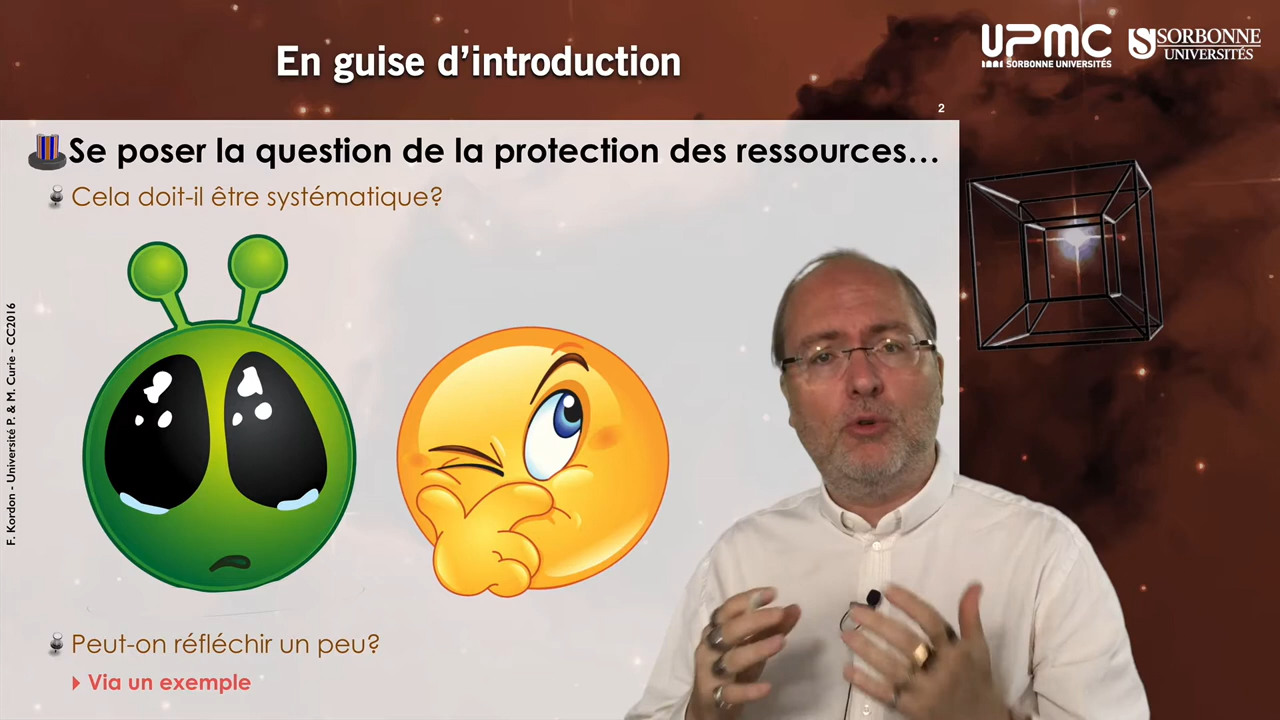 En guise d'introduction
UPMC
SORBONNE UNIVERSITÉS
SORBONNE
UNIVERSITÉS
2
Se poser la question de la protection des ressources...
Cela doit-il être systématique?
F. Kordon - Université P. & M. Curie - CC2016
Peut-on réfléchir un peu?
Via un exemple